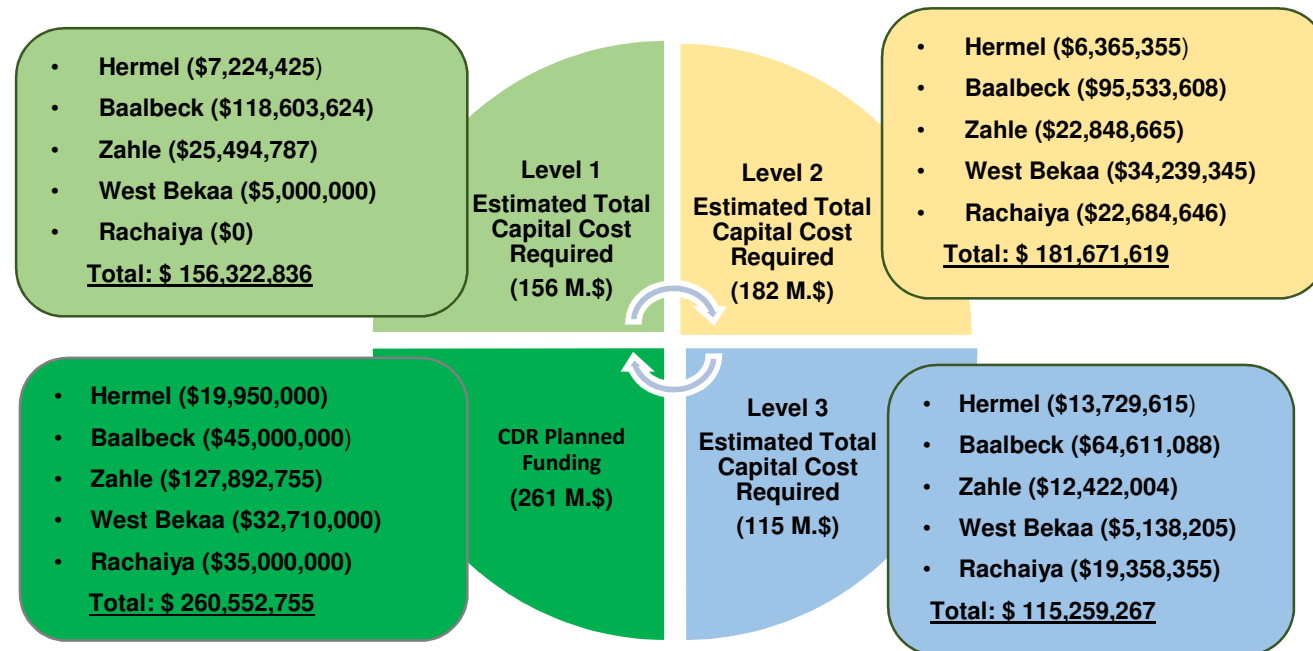 • Hermel ($7,224,425)
• Baalbeck ($118,603,624)
• Zahle ($25,494,787)
• West Bekaa ($5,000,000)
• Rachaiya ($0)
Total: $ 156,322,836
Level 1
Estimated Total
Capital Cost
Required
(156 M.$)
Level 2
Estimated Total
Capital Cost
Required
(182 M.$)
• Hermel ($6,365,355)
• Baalbeck ($95,533,608)
• Zahle ($22,848,665)
• West Bekaa ($34,239,345)
• Rachaiya ($22,684,646)
Total: $ 181,671,619
• Hermel ($19,950,000)
• Baalbeck ($45,000,000)
• Zahle ($127,892,755)
• West Bekaa ($32,710,000)
• Rachaiya ($35,000,000)
Total: $ 260,552,755
CDR Planned
Funding
(261 M.$)
Level 3
Estimated Total
Capital Cost
Required
(115 M.$)
• Hermel ($13,729,615)
• Baalbeck ($64,611,088)
• Zahle ($12,422,004)
• West Bekaa ($5,138,205)
• Rachaiya ($19,358,355)
Total: $ 115,259,267